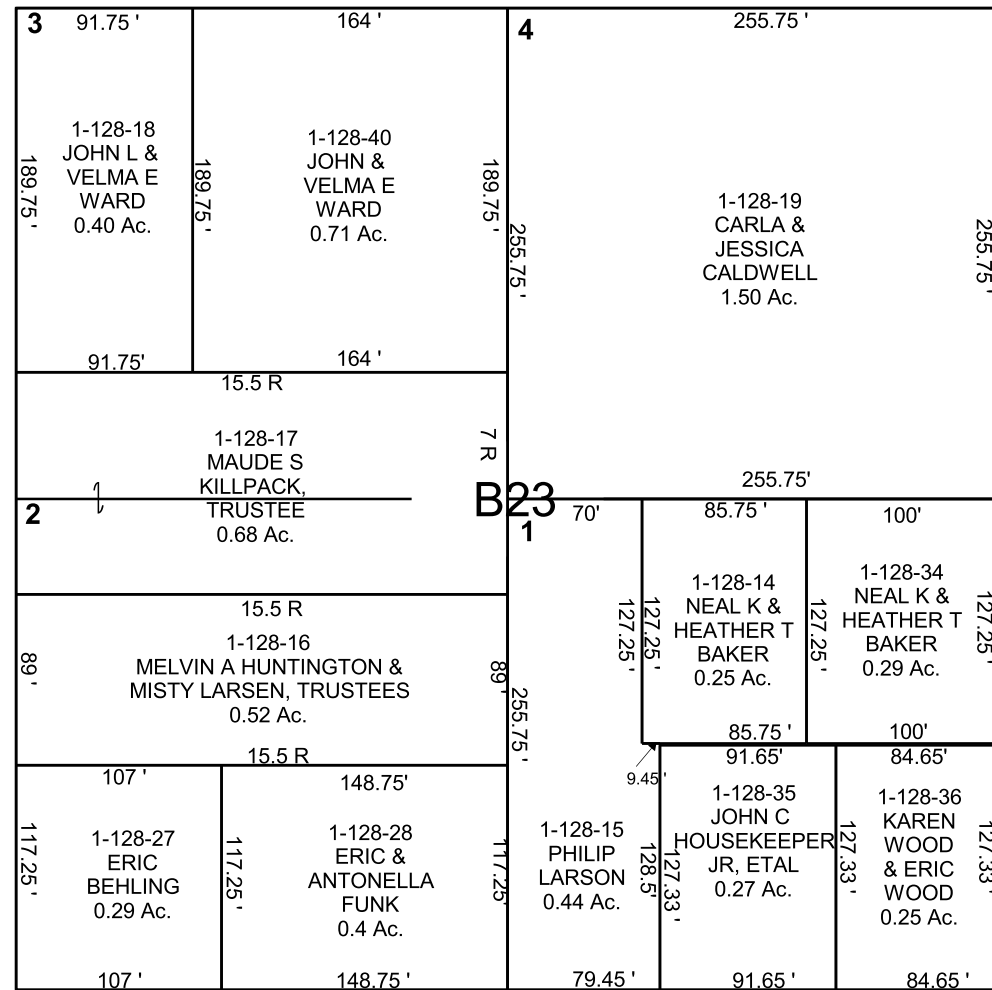 3
91.75 '
164 '
4
255.75 '
1-128-18
JOHN L &
VELMA E
WARD
0.40 Ac.
189.75 '
189.75 '
1-128-40
JOHN &
VELMA E
WARD
0.71 Ac.
189.75 '
255.75 '
1-128-19
CARLA &
JESSICA
CALDWELL
1.50 Ac.
255.75 '
91.75'
164 '
15.5 R
1-128-17
MAUDE S
KILLPACK,
TRUSTEE
0.68 Ac.
7 R
255.75'
B23
2
1
70'
85.75 '
100'
127.25 '
127.25 '
1-128-14
NEAL K &
HEATHER T
BAKER
0.25 Ac.
127.25 '
1-128-34
NEAL K &
HEATHER T
BAKER
0.29 Ac.
127.25 '
15.5 R
89 '
1-128-16
MELVIN A HUNTINGTON &
MISTY LARSEN, TRUSTEES
0.52 Ac.
89 '
255.75 '
15.5 R
85.75 '
100'
107 '
148.75'
9.45 '
91.65'
84.65'
117.25 '
1-128-27
ERIC
BEHLING
0.29 Ac.
117.25 '
1-128-28
ERIC &
ANTONELLA
FUNK
0.4 Ac.
117.25'
1-128-15
PHILIP
LARSON
0.44 Ac.
128.5'
127.33 '
1-128-35
JOHN C
HOUSEKEEPER
JR, ETAL
0.27 Ac.
127.33 '
1-128-36
KAREN
WOOD
& ERIC
WOOD
0.25 Ac.
127.33 '
107 '
148.75 '
79.45 '
91.65 '
84.65 '